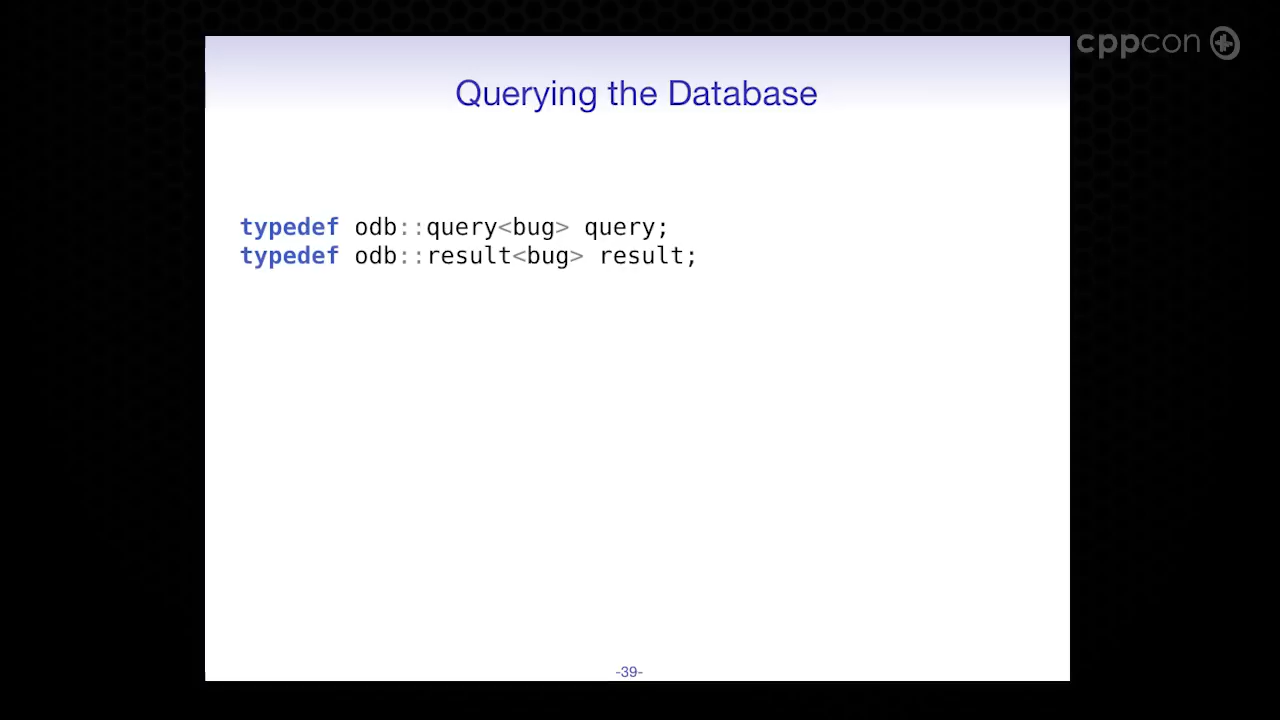 cppcon
Querying the Database
typedef odb::query<bug> query;
typedef odb::result<bug> result;
-39-